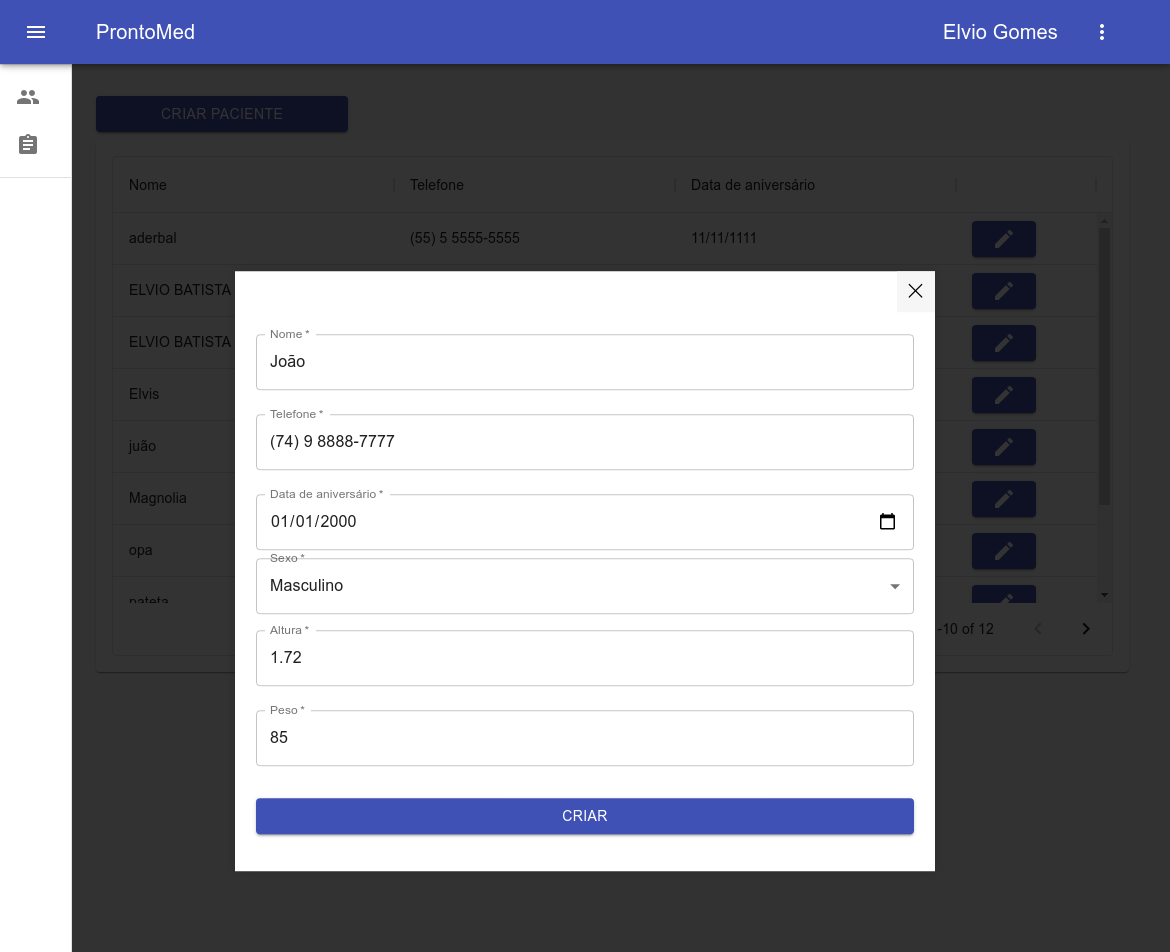 ProntoMed
Elvio Gomes
CRIAR PACIENTE
Nome Telefone Data de aniversário
aderbal (55) 5 5555-5555 11/11/1111
ELVIO BATISTA
ELVIO BATISTA
Elvis
juão
Magnolia
opa
pateta
-10 of 12
Nome *
João
Telefone *
(74) 9 8888-7777
Data de aniversário *
01/01/2000
Sexo *
Masculino
Altura *
1.72
Peso *
85
CRIAR